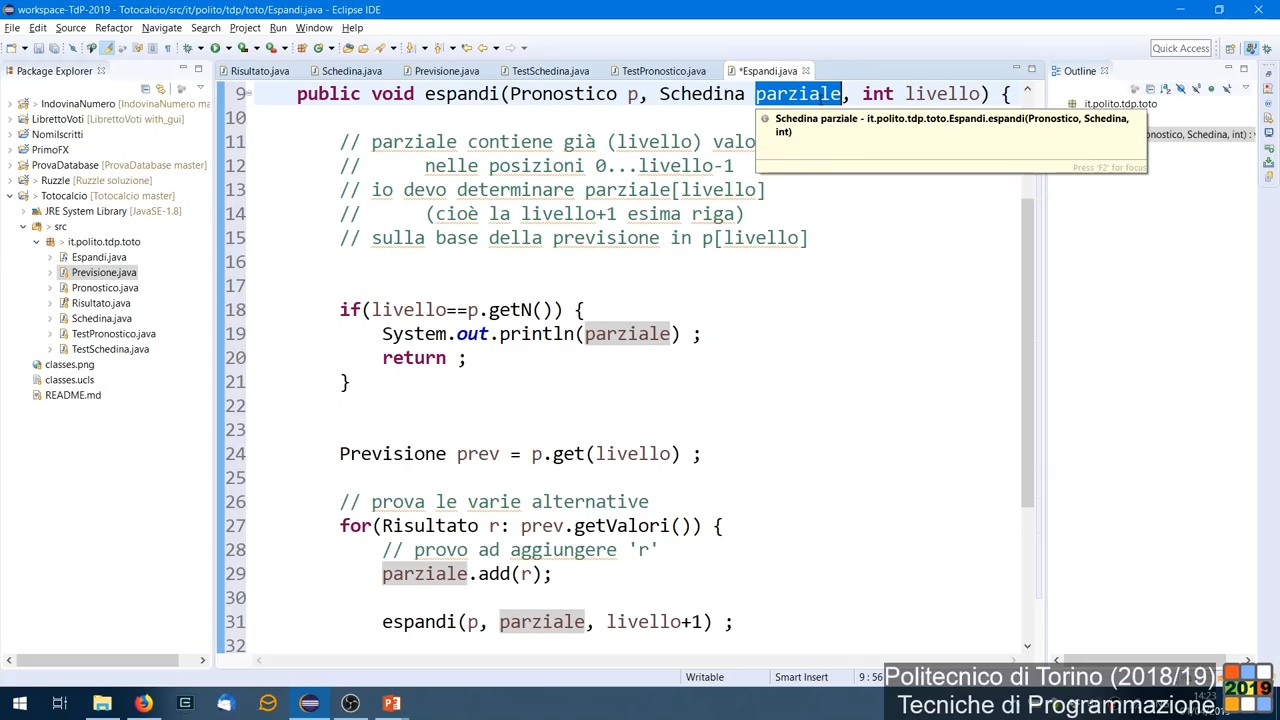 workspace-TdP-2019 - Totocalcio/src/it/polito/tdp/toto/Espandi.java - Eclipse IDE
File Edit Source Refactor Navigate Search Project Run Window Help
Quick Access
Package Explorer
Risultato.java Schedina.java Previsione.java TestSchedina.java TestPronostico.java *Espandi.java Outline
IndovinaNumero [IndovinaNumero ma
LibrettoVoti [LibrettoVoti with_gui]
NomiIscritti
PrimoFX
ProvaDatabase [ProvaDatabase master]
Ruzzle [Ruzzle soluzione]
> Totocalcio [Totocalcio master]
JRE System Library [JavaSE-1.8]
> src
> it.polito.tdp.toto
Espandi.java
Previsione.java
Pronostico.java
Risultato.java
Schedina.java
TestPronostico.java
TestSchedina.java
classes.png
classes.ucls
README.md
9 public void espandi(Pronostico p, Schedina parziale, int livello) {
10
11 // parziale contiene già (livello) valo
12 // nelle posizioni 0...livello-1
13 // io devo determinare parziale[livello]
14 // (cioè la livello+1 esima riga)
15 // sulla base della previsione in p[livello]
16
17
18 if(livello==p.getN()) {
19 System.out.println(parziale) ;
20 return ;
21 }
22
23
24 Previsione prev = p.get(livello) ;
25
26 // prova le varie alternative
27 for(Risultato r: prev.getValori()) {
28 // provo ad aggiungere 'r'
29 parziale.add(r);
30
31 espandi(p, parziale, livello+1) ;
32
Schedina parziale - it.polito.tdp.toto.Espandi.espandi(Pronostico, Schedina,
int)
Press 'F2' for focus
it.polito.tdp.toto
onostico, Schedina, int) : v
Writable Smart Insert 9 : 56
Politecnico di Torino (2018/19)
Tecniche di Programmazione
2019
14:23